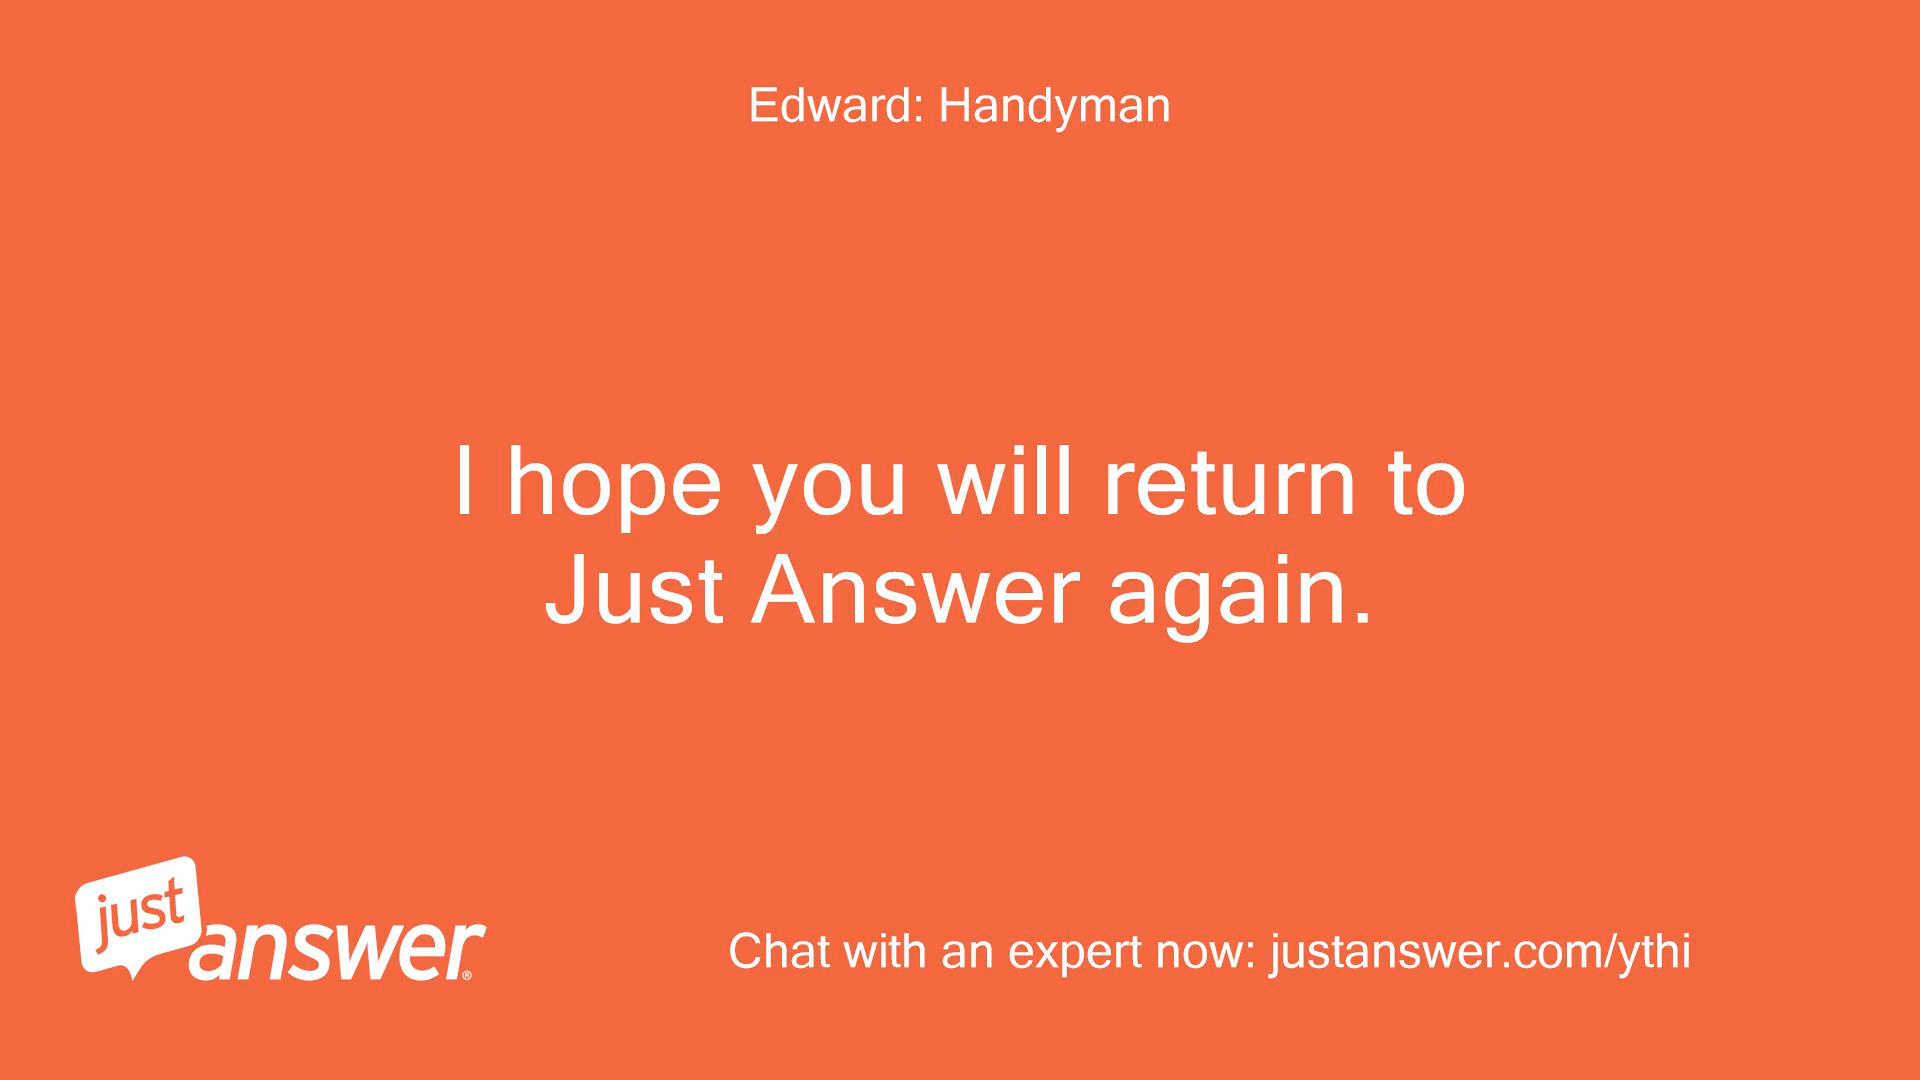 Edward: Handyman
I hope you will return to
Just Answer again.
just
answer®
Chat with an expert now: justanswer.com/ythi